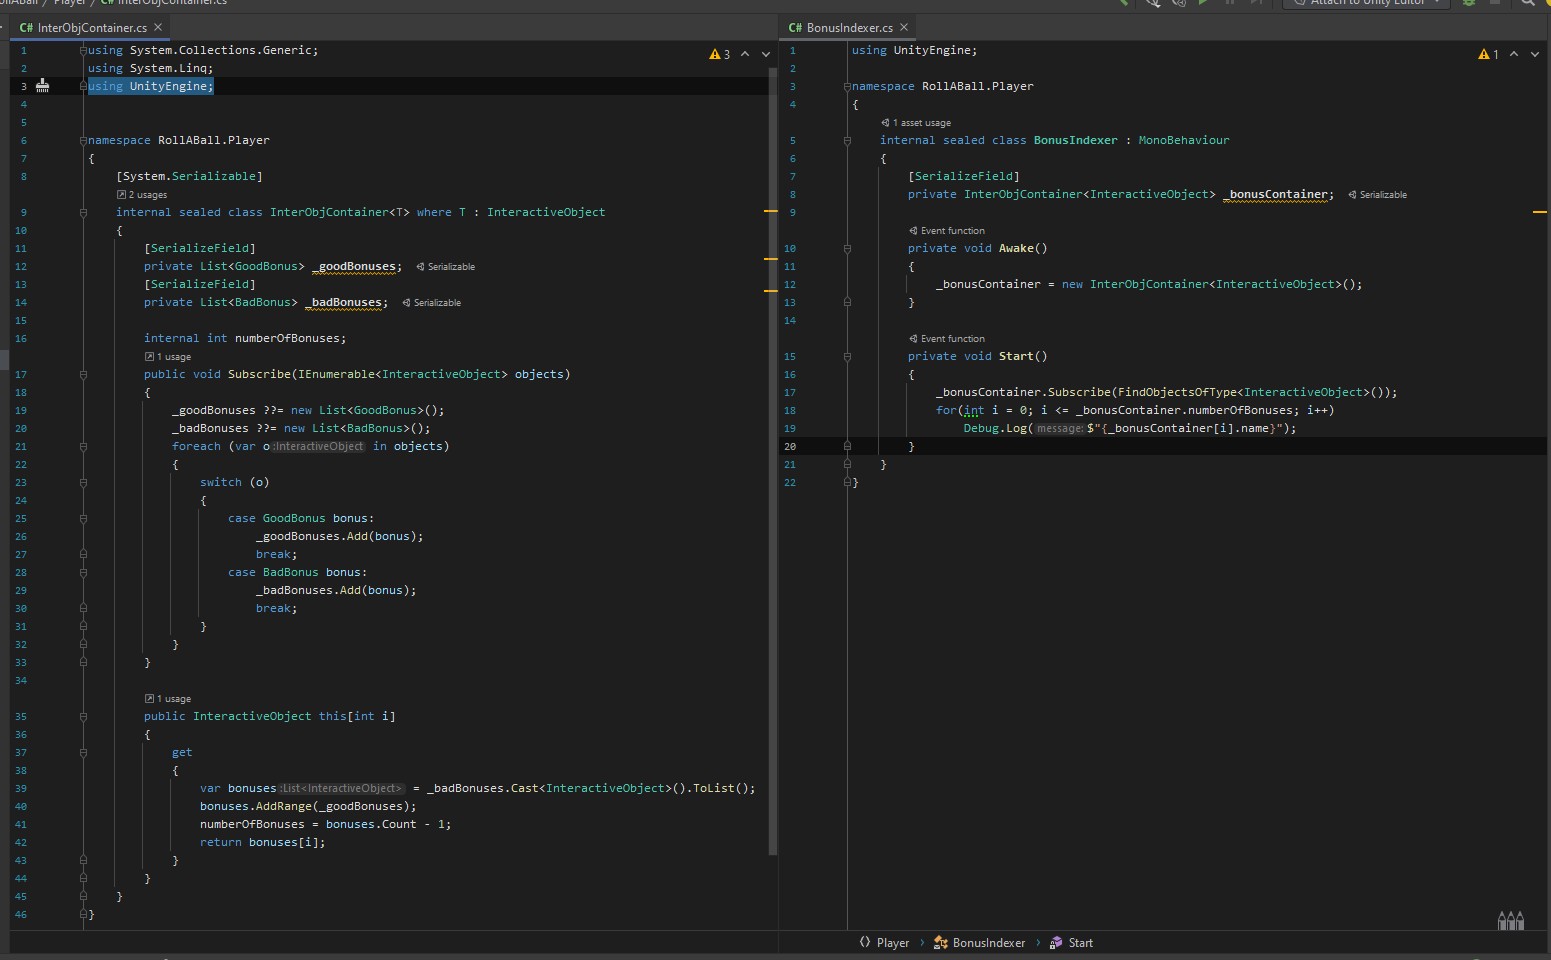 Player / InterObjContainer.cs
Attach to Unity Editor
C# InterObjContainer.cs
3
1 using System.Collections.Generic;
2 using System.Linq;
3 using UnityEngine;
4
5
6 namespace RollABall.Player
7 {
8 [System.Serializable]
2 usages
9 internal sealed class InterObjContainer<T> where T : InteractiveObject
10 {
11 [SerializeField]
12 private List<GoodBonus> _goodBonuses; Serializable
13 [SerializeField]
14 private List<BadBonus> _badBonuses; Serializable
15
16 internal int numberOfBonuses;
1 usage
17 public void Subscribe(IEnumerable<InteractiveObject> objects)
18 {
19 _goodBonuses ??= new List<GoodBonus>();
20 _badBonuses ??= new List<BadBonus>();
21 foreach (var o :InteractiveObject in objects)
22 {
23 switch (o)
24 {
25 case GoodBonus bonus:
26 _goodBonuses.Add(bonus);
27 break;
28 case BadBonus bonus:
29 _badBonuses.Add(bonus);
30 break;
31 }
32 }
33 }
34
1 usage
35 public InteractiveObject this[int i]
36 {
37 get
38 {
39 var bonuses :List<InteractiveObject> = _badBonuses.Cast<InteractiveObject>().ToList();
40 bonuses.AddRange(_goodBonuses);
41 numberOfBonuses = bonuses.Count - 1;
42 return bonuses[i];
43 }
44 }
45 }
46 }
C# BonusIndexer.cs
1
1 using UnityEngine;
2
3 namespace RollABall.Player
4 {
1 asset usage
5 internal sealed class BonusIndexer : MonoBehaviour
6 {
7 [SerializeField]
8 private InterObjContainer<InteractiveObject> _bonusContainer; Serializable
9
Event function
10 private void Awake()
11 {
12 _bonusContainer = new InterObjContainer<InteractiveObject>();
13 }
14
Event function
15 private void Start()
16 {
17 _bonusContainer.Subscribe(FindObjectsOfType<InteractiveObject>());
18 for(int i = 0; i <= _bonusContainer.numberOfBonuses; i++)
19 Debug.Log( message: $"{_bonusContainer[i].name}");
20 }
21 }
22 }
Player › BonusIndexer › Start